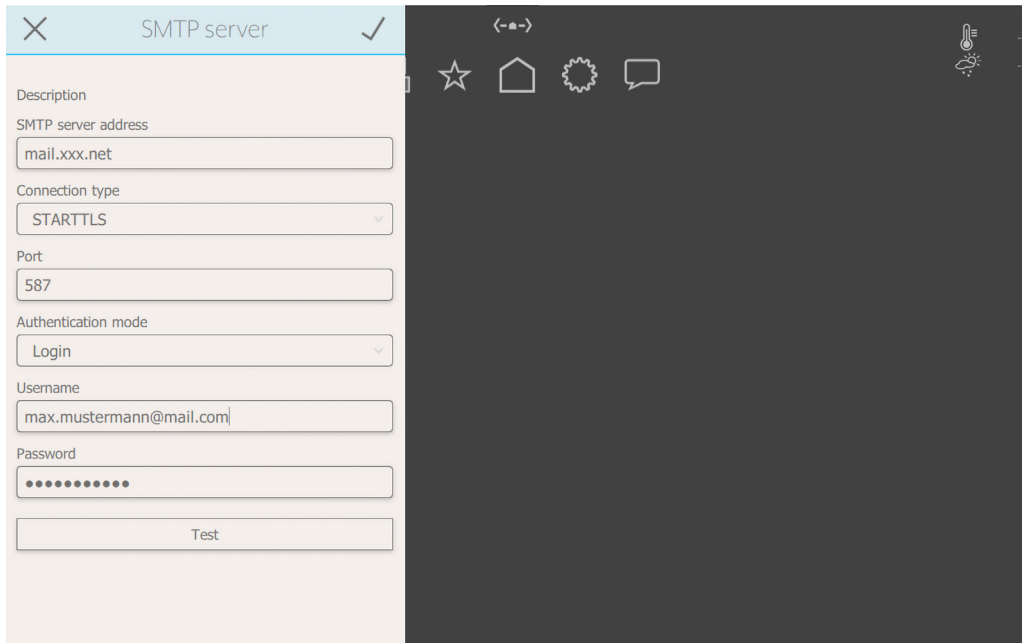 SMTP server
Description
SMTP server address
mail.xxx.net
Connection type
STARTTLS
Port
587
Authentication mode
Login
Username
max.mustermann@mail.com
Password
•••••••••••
Test